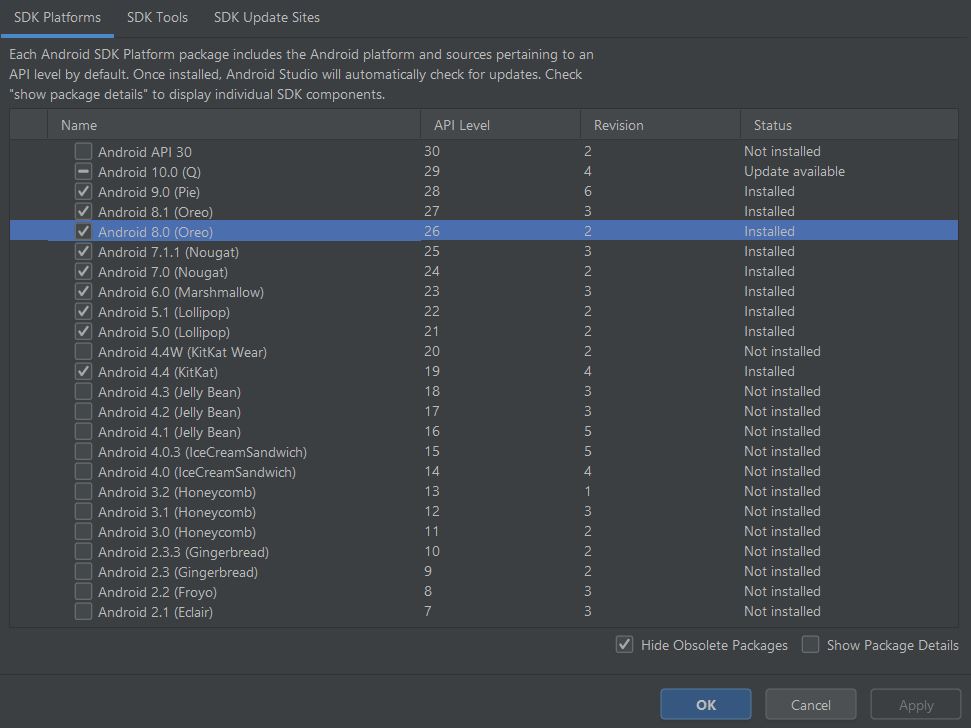 SDK Platforms SDK Tools SDK Update Sites
Each Android SDK Platform package includes the Android platform and sources pertaining to an
API level by default. Once installed, Android Studio will automatically check for updates. Check
"show package details" to display individual SDK components.
Name API Level Revision Status
Android API 30 30 2 Not installed
Android 10.0 (Q) 29 4 Update available
Android 9.0 (Pie) 28 6 Installed
Android 8.1 (Oreo) 27 3 Installed
Android 8.0 (Oreo) 26 2 Installed
Android 7.1.1 (Nougat) 25 3 Installed
Android 7.0 (Nougat) 24 2 Installed
Android 6.0 (Marshmallow) 23 3 Installed
Android 5.1 (Lollipop) 22 2 Installed
Android 5.0 (Lollipop) 21 2 Installed
Android 4.4W (KitKat Wear) 20 2 Not installed
Android 4.4 (KitKat) 19 4 Installed
Android 4.3 (Jelly Bean) 18 3 Not installed
Android 4.2 (Jelly Bean) 17 3 Not installed
Android 4.1 (Jelly Bean) 16 5 Not installed
Android 4.0.3 (IceCreamSandwich) 15 5 Not installed
Android 4.0 (IceCreamSandwich) 14 4 Not installed
Android 3.2 (Honeycomb) 13 1 Not installed
Android 3.1 (Honeycomb) 12 3 Not installed
Android 3.0 (Honeycomb) 11 2 Not installed
Android 2.3.3 (Gingerbread) 10 2 Not installed
Android 2.3 (Gingerbread) 9 2 Not installed
Android 2.2 (Froyo) 8 3 Not installed
Android 2.1 (Eclair) 7 3 Not installed
Hide Obsolete Packages Show Package Details
OK Cancel Apply